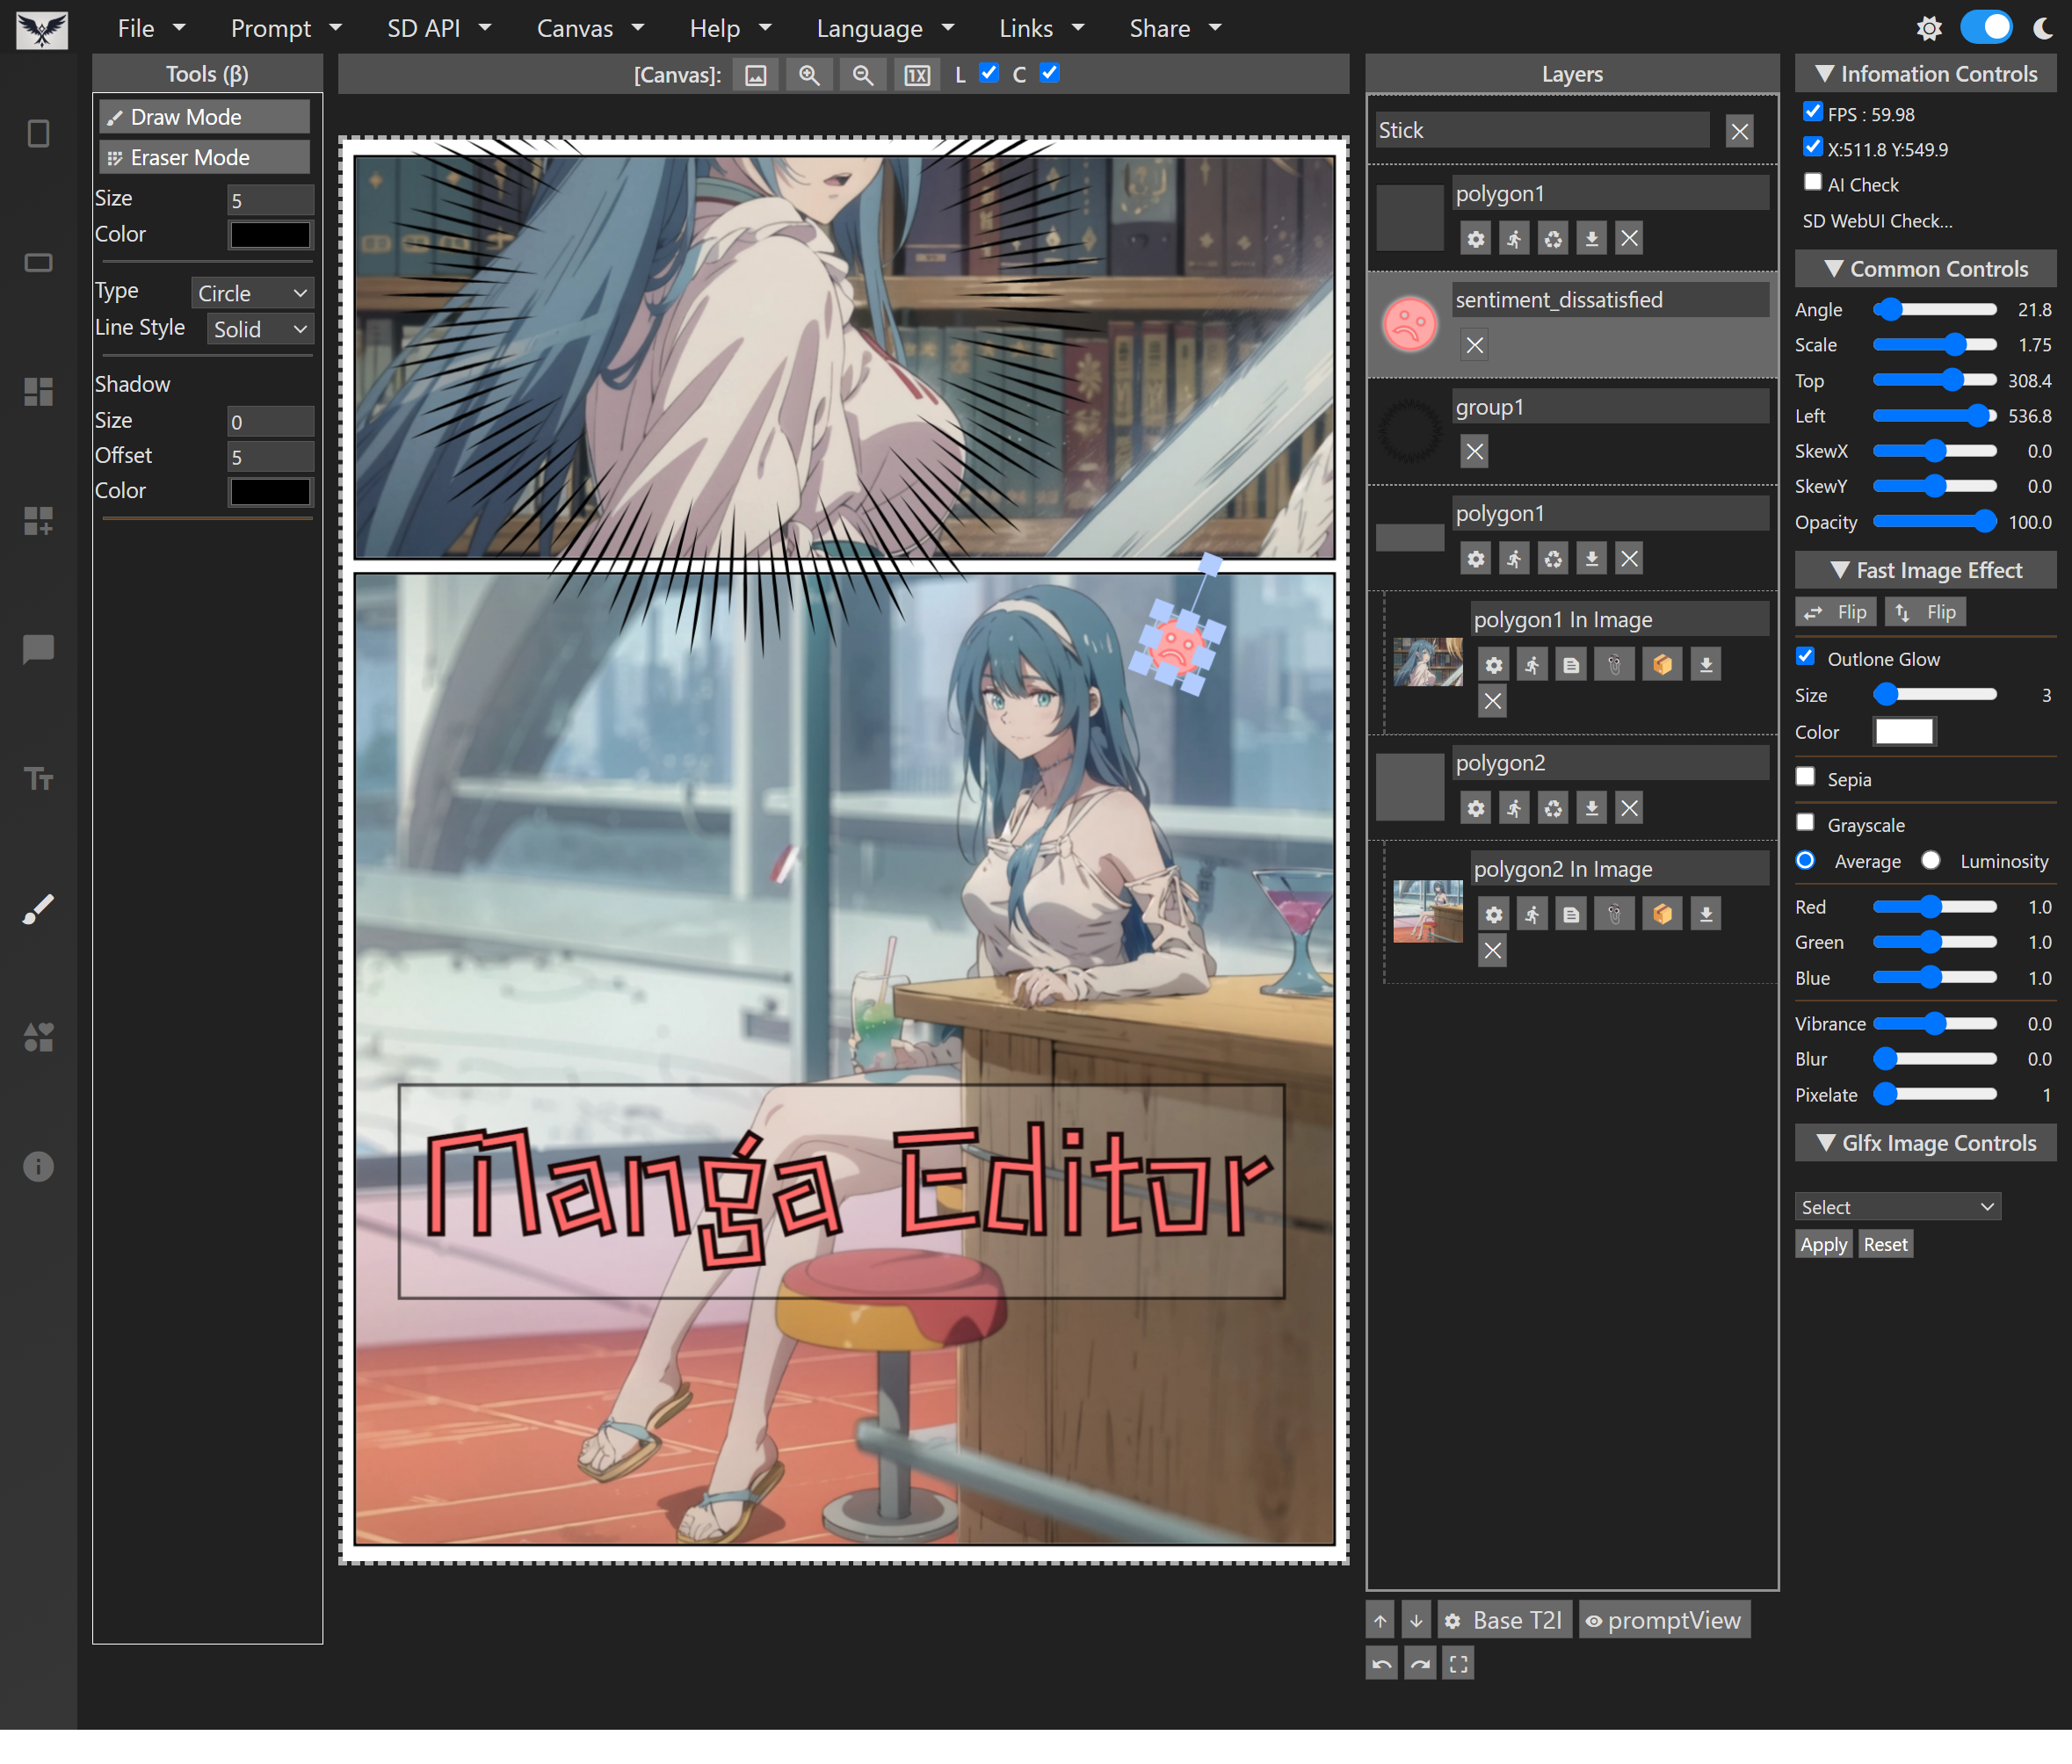 File Prompt SD API Canvas Help Language Links Share
Tools (β)
Draw Mode
Eraser Mode
Size 5
Color
Type Circle
Line Style Solid
Shadow
Size 0
Offset 5
Color
[Canvas]: 1X L C
Manga Editor
Layers
Stick
polygon1
sentiment_dissatisfied
group1
polygon1
polygon1 In Image
polygon2
polygon2 In Image
Base T2I promptView
Infomation Controls
FPS : 59.98
X:511.8 Y:549.9
AI Check
SD WebUI Check...
Common Controls
Angle 21.8
Scale 1.75
Top 308.4
Left 536.8
SkewX 0.0
SkewY 0.0
Opacity 100.0
Fast Image Effect
Flip Flip
Outlone Glow
Size 3
Color
Sepia
Grayscale
Average Luminosity
Red 1.0
Green 1.0
Blue 1.0
Vibrance 0.0
Blur 0.0
Pixelate 1
Glfx Image Controls
Select
Apply Reset